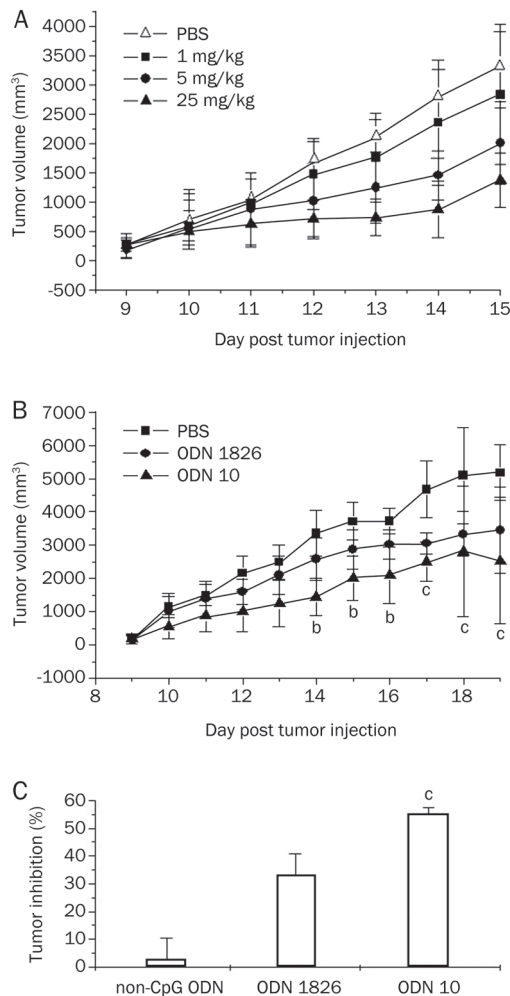 A
4000
3500
3000
2500
2000
1500
1000
500
0
-500
Tumor volume (mm³)
PBS
1 mg/kg
5 mg/kg
25 mg/kg
9 10 11 12 13 14 15
Day post tumor injection
B
7000
6000
5000
4000
3000
2000
1000
0
-1000
Tumor volume (mm³)
PBS
ODN 1826
ODN 10
b b b c c c
8 10 12 14 16 18
Day post tumor injection
C
60
50
40
30
20
10
0
Tumor inhibition (%)
c
non-CpG ODN ODN 1826 ODN 10